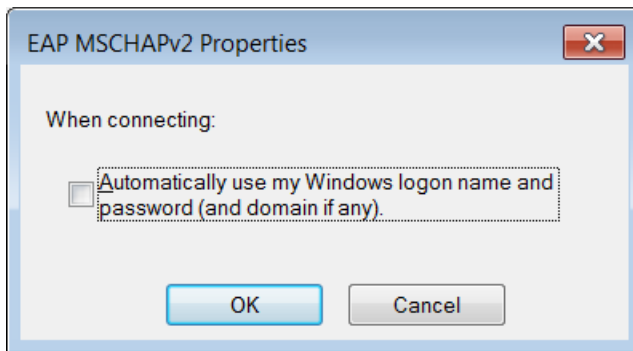 EAP MSCHAPv2 Properties
When connecting:
Automatically use my Windows logon name and
password (and domain if any).
OK Cancel